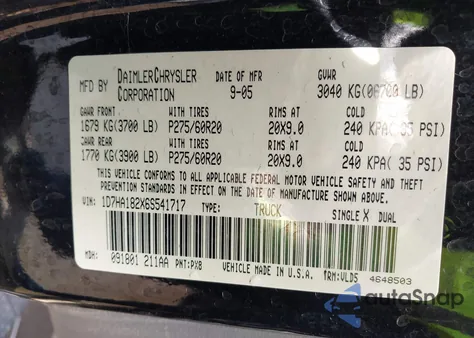 MFD BY DAIMLERCHRYSLER CORPORATION DATE OF MFR 9-05 GVWR 3040 KG(06700 LB)
GAWR FRONT WITH TIRES RIMS AT COLD
1679 KG(3700 LB) P275/60R20 20X9.0 240 KPA( 35 PSI)
GAWR REAR WITH TIRES RIMS AT COLD
1770 KG(3900 LB) P275/60R20 20X9.0 240 KPA( 35 PSI)
THIS VEHICLE CONFORMS TO ALL APPLICABLE FEDERAL MOTOR VEHICLE SAFETY AND THEFT
PREVENTION STANDARDS IN EFFECT ON THE DATE OF MANUFACTURE SHOWN ABOVE.
VIN: 1D7HA182X6S541717 TYPE: TRUCK SINGLE X DUAL
MDH: 091801 211AA PNT:PX8 VEHICLE MADE IN U.S.A. TRM:VLD5 4648503
autoSnap